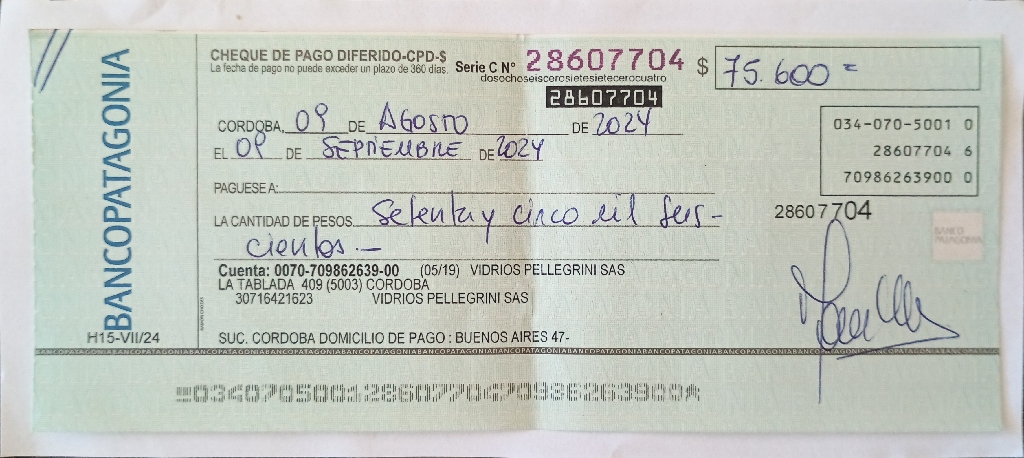 BANCOPATAGONIA
CHEQUE DE PAGO DIFERIDO-CPD-$
La fecha de pago no puede exceder un plazo de 360 días.
Serie C N° 28607704
dosochoseiscerosietesietecerocuatro
28607704
$ 75.600 =
CORDOBA, 09 DE AGOSTO DE 2024
EL 09 DE SEPTIEMBRE DE 2024
034-070-5001 0
28607704 6
70986263900 0
PAGUESE A:
28607704
LA CANTIDAD DE PESOS Setenta y cinco mil seis-
cientos.-
BANCO
PATAGONIA
Cuenta: 0070-709862639-00 (05/19) VIDRIOS PELLEGRINI SAS
LA TABLADA 409 (5003) CORDOBA
30716421623 VIDRIOS PELLEGRINI SAS
H15-VII/24
SUC. CORDOBA DOMICILIO DE PAGO : BUENOS AIRES 47-
BANCOPATAGONIABANCOPATAGONIABANCOPATAGONIABANCOPATAGONIABANCOPATAGONIABANCOPATAGONIA
03407050012860770470986263900